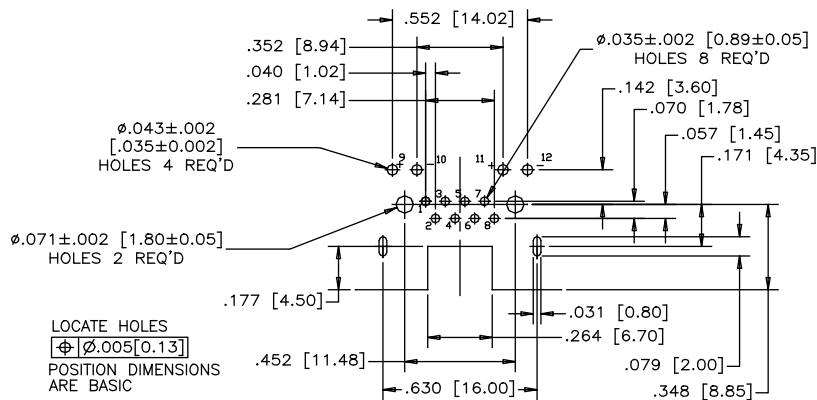 .552 [14.02]
.352 [8.94]
ø.035±.002 [0.89±0.05]
HOLES 8 REQ'D
.040 [1.02]
.142 [3.60]
.281 [7.14]
.070 [1.78]
.057 [1.45]
.171 [4.35]
ø.043±.002
[.035±0.002]
HOLES 4 REQ'D
9 + - 10 11 + - 12
1 3 5 7
2 4 6 8
ø.071±.002 [1.80±0.05]
HOLES 2 REQ'D
.177 [4.50]
.031 [0.80]
.264 [6.70]
LOCATE HOLES
⌖ Ø.005[0.13]
POSITION DIMENSIONS
ARE BASIC
.452 [11.48]
.079 [2.00]
.630 [16.00]
.348 [8.85]